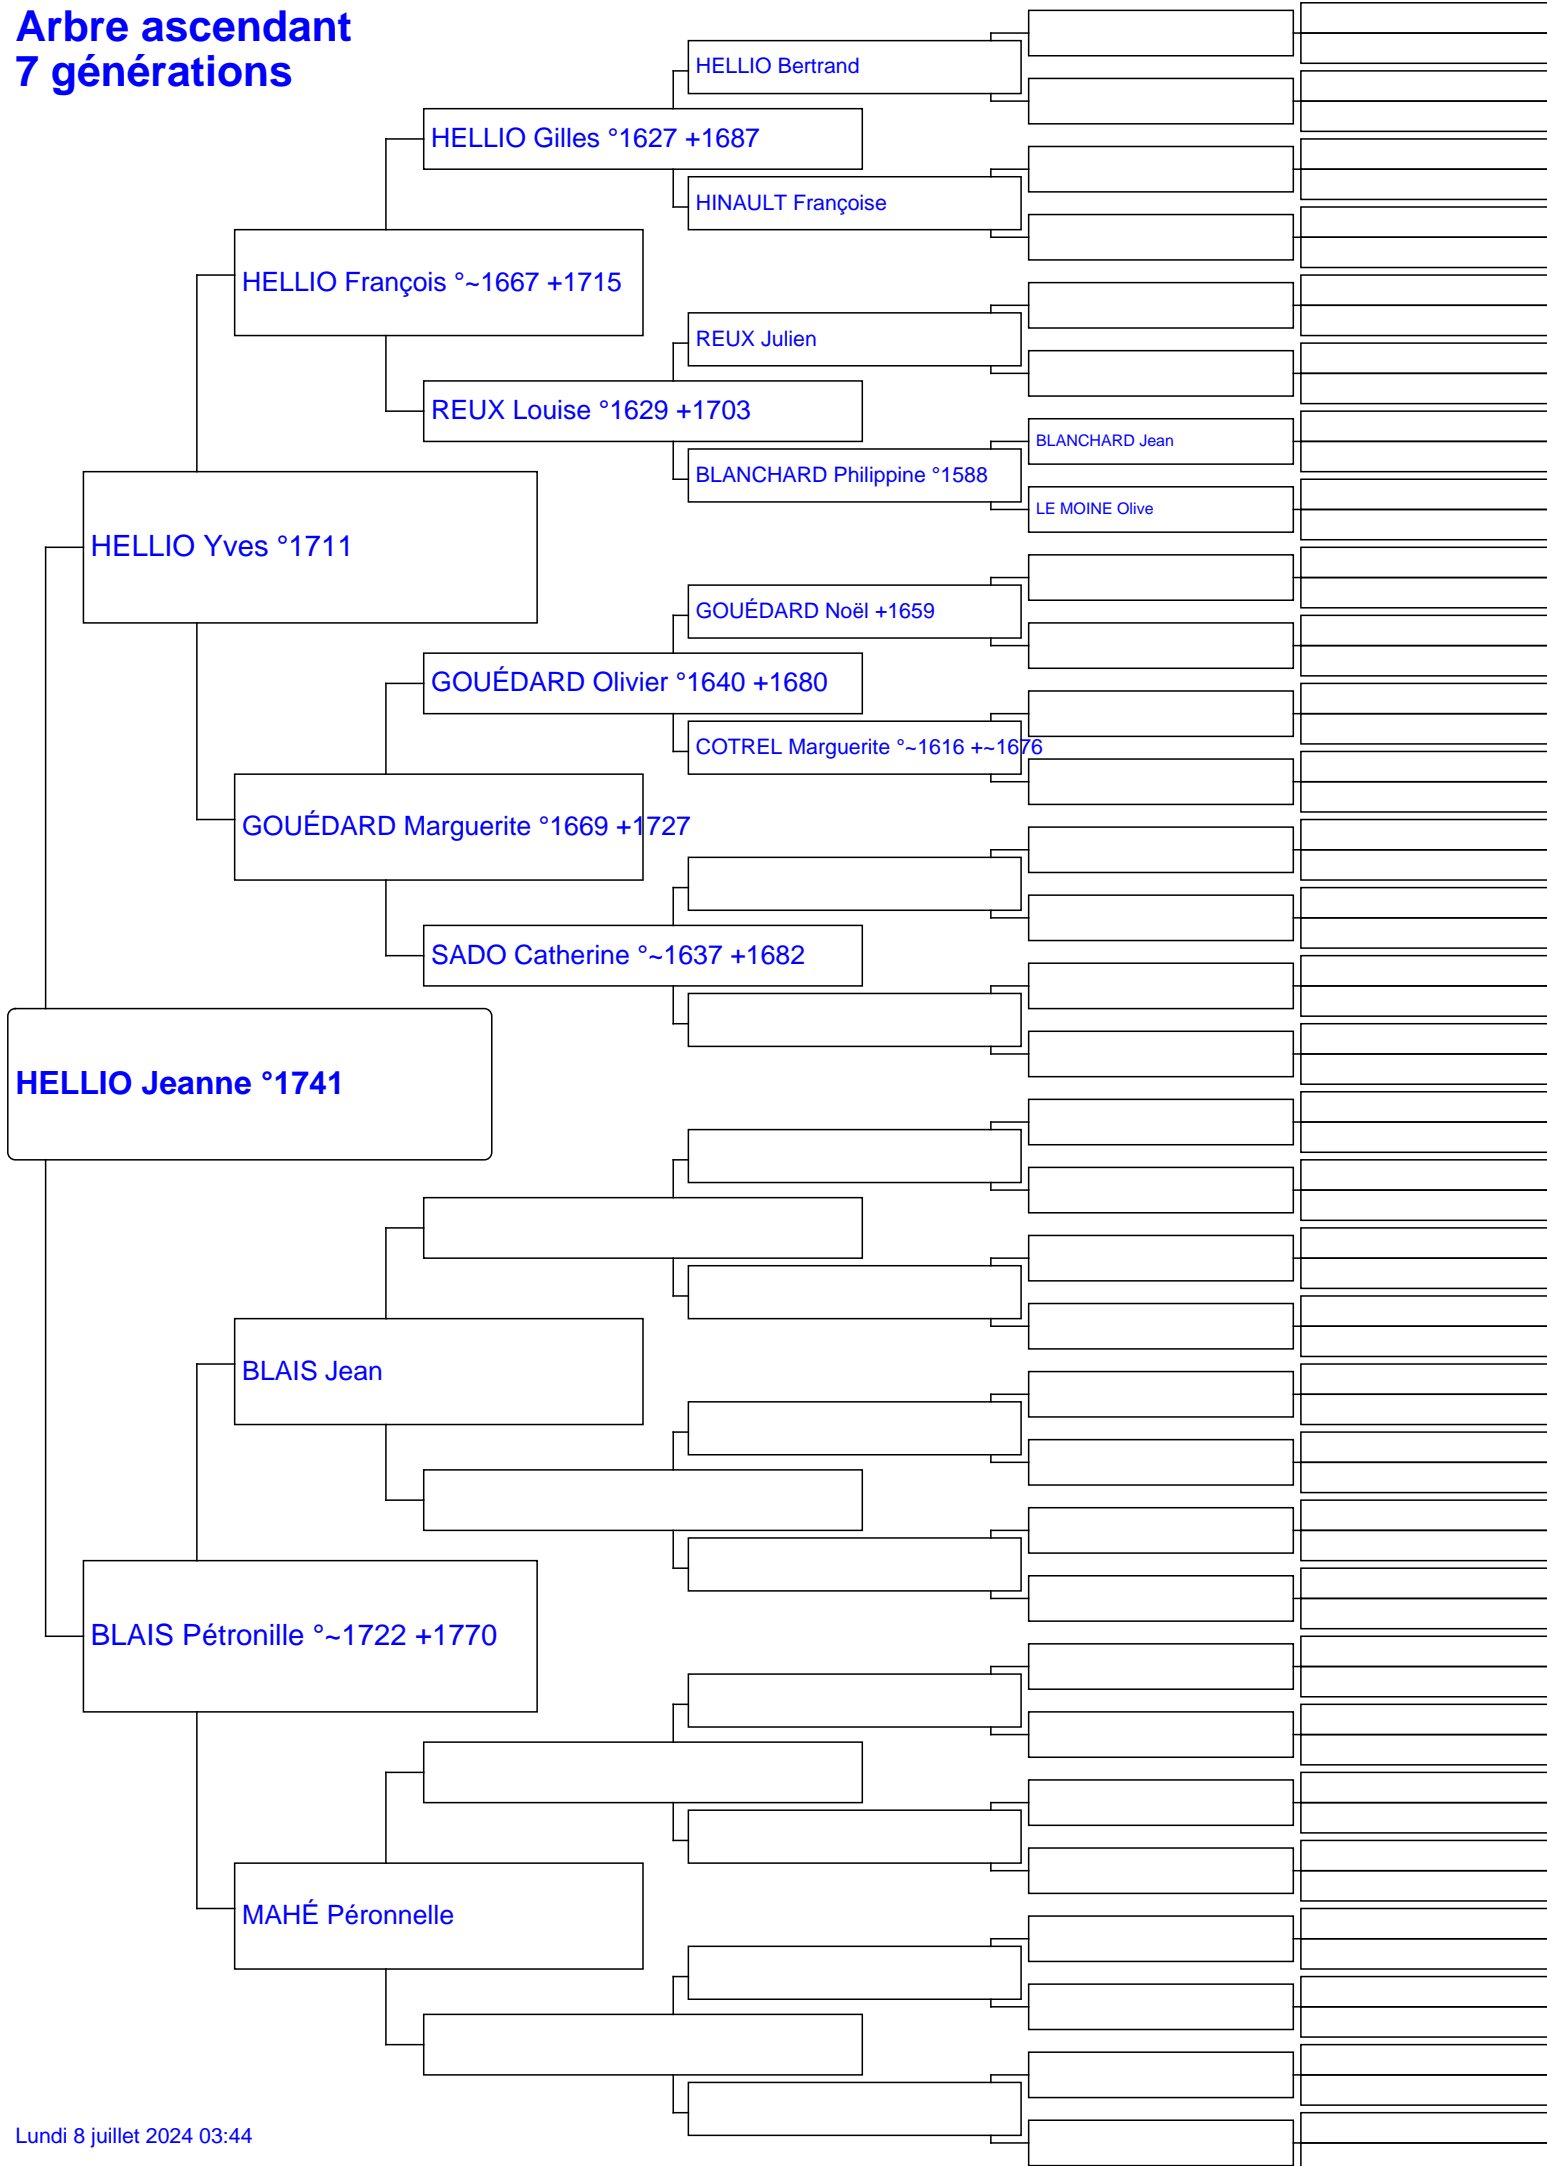 Arbre ascendant
7 générations
HELLIO Bertrand
HELLIO Gilles °1627 +1687
HINAULT Françoise
HELLIO François °~1667 +1715
REUX Julien
REUX Louise °1629 +1703
BLANCHARD Jean
BLANCHARD Philippine °1588
LE MOINE Olive
HELLIO Yves °1711
GOUÉDARD Noël +1659
GOUÉDARD Olivier °1640 +1680
COTREL Marguerite °~1616 +~1676
GOUÉDARD Marguerite °1669 +1727
SADO Catherine °~1637 +1682
HELLIO Jeanne °1741
BLAIS Jean
BLAIS Pétronille °~1722 +1770
MAHÉ Péronnelle
Lundi 8 juillet 2024 03:44